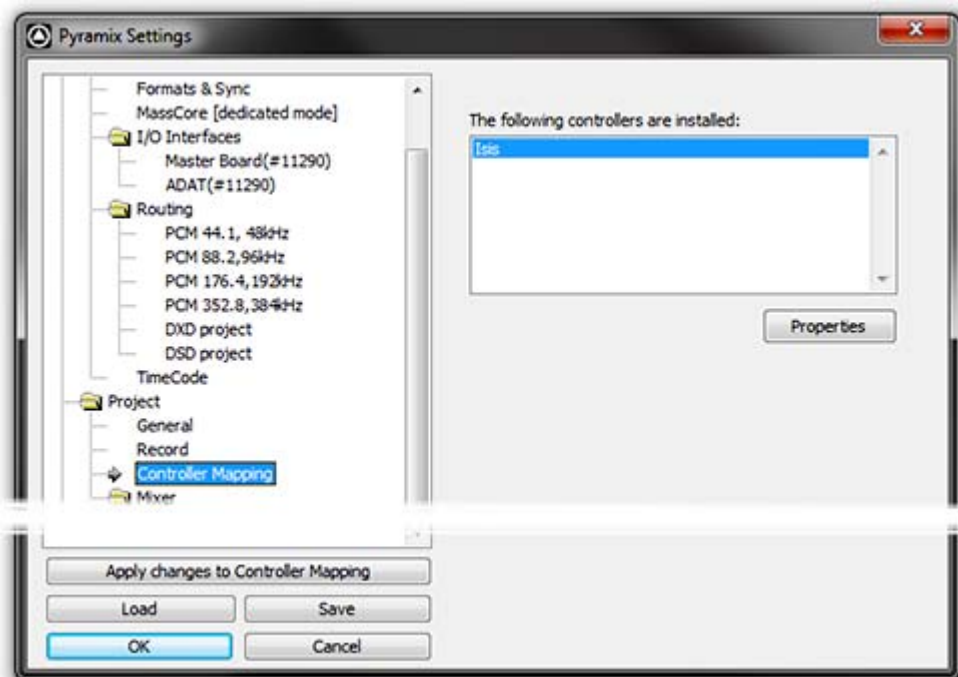 Pyramix Settings
Formats & Sync
MassCore [dedicated mode]
I/O Interfaces
Master Board(#11290)
ADAT(#11290)
Routing
PCM 44.1, 48kHz
PCM 88.2,96kHz
PCM 176.4,192kHz
PCM 352.8,384kHz
DXD project
DSD project
TimeCode
Project
General
Record
Controller Mapping
Mixer
Apply changes to Controller Mapping
Load
Save
OK
Cancel
The following controllers are installed:
Isis
Properties